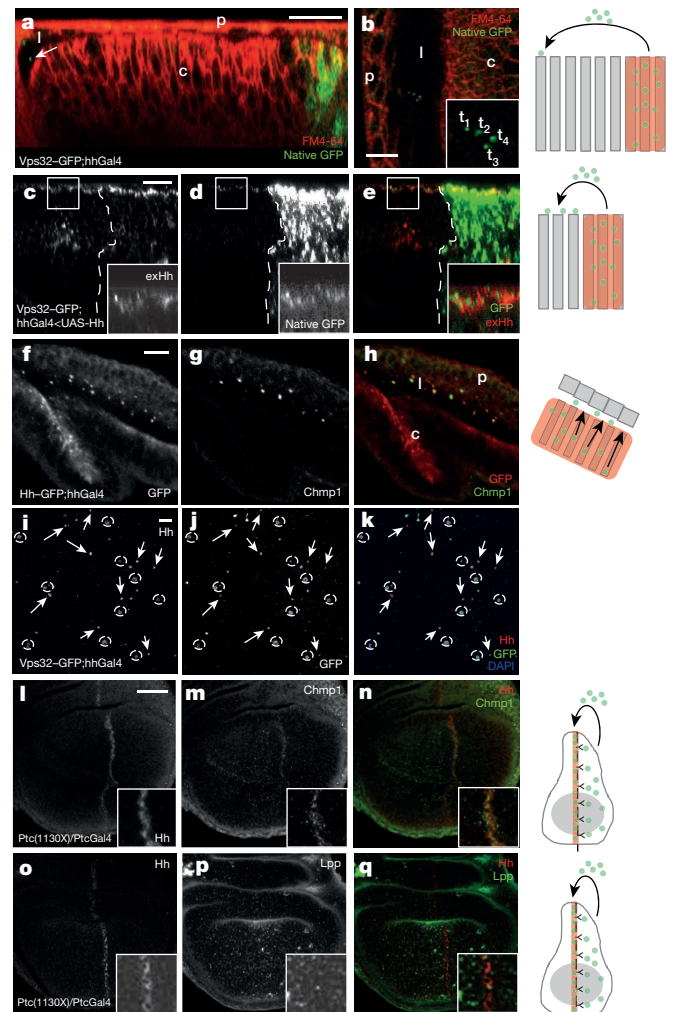 a
p
l
c
FM4-64
Vps32–GFP;hhGal4
Native GFP
b
FM4-64
Native GFP
l
p
c
t1
t2
t4
t3
c
exHh
Vps32–GFP;
hhGal4<UAS-Hh
d
Native GFP
e
GFP
exHh
f
Hh–GFP;hhGal4
GFP
g
Chmp1
h
l
p
c
GFP
Chmp1
i
Hh
Vps32–GFP;hhGal4
j
GFP
k
Hh
GFP
DAPI
l
Ptc(1130X)/PtcGal4
Hh
m
Chmp1
n
Hh
Chmp1
o
Hh
Ptc(1130X)/PtcGal4
p
Lpp
q
Hh
Lpp